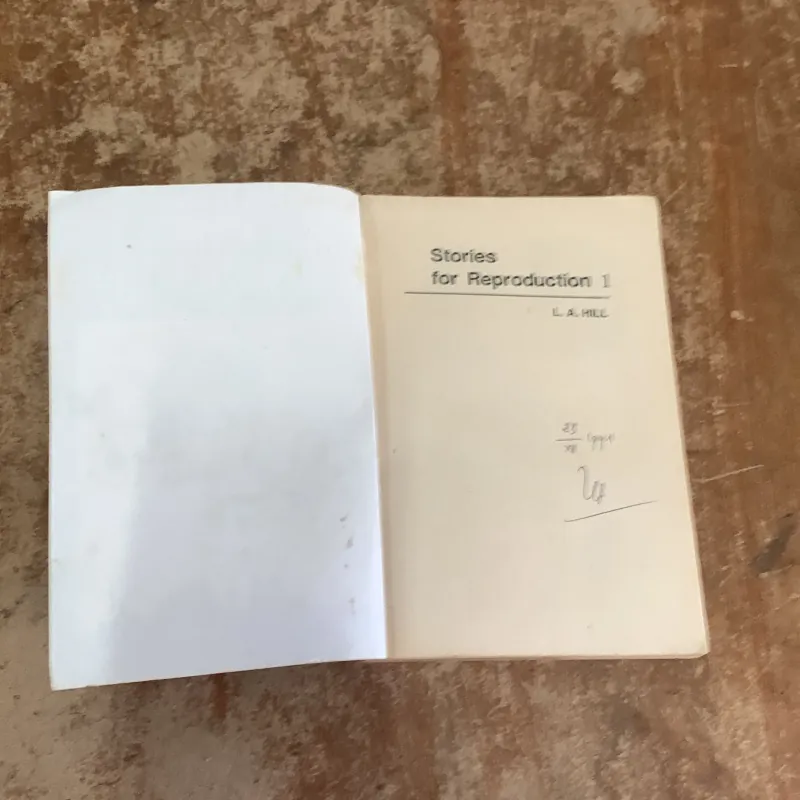 Stories
for Reproduction 1
L. A. HILL